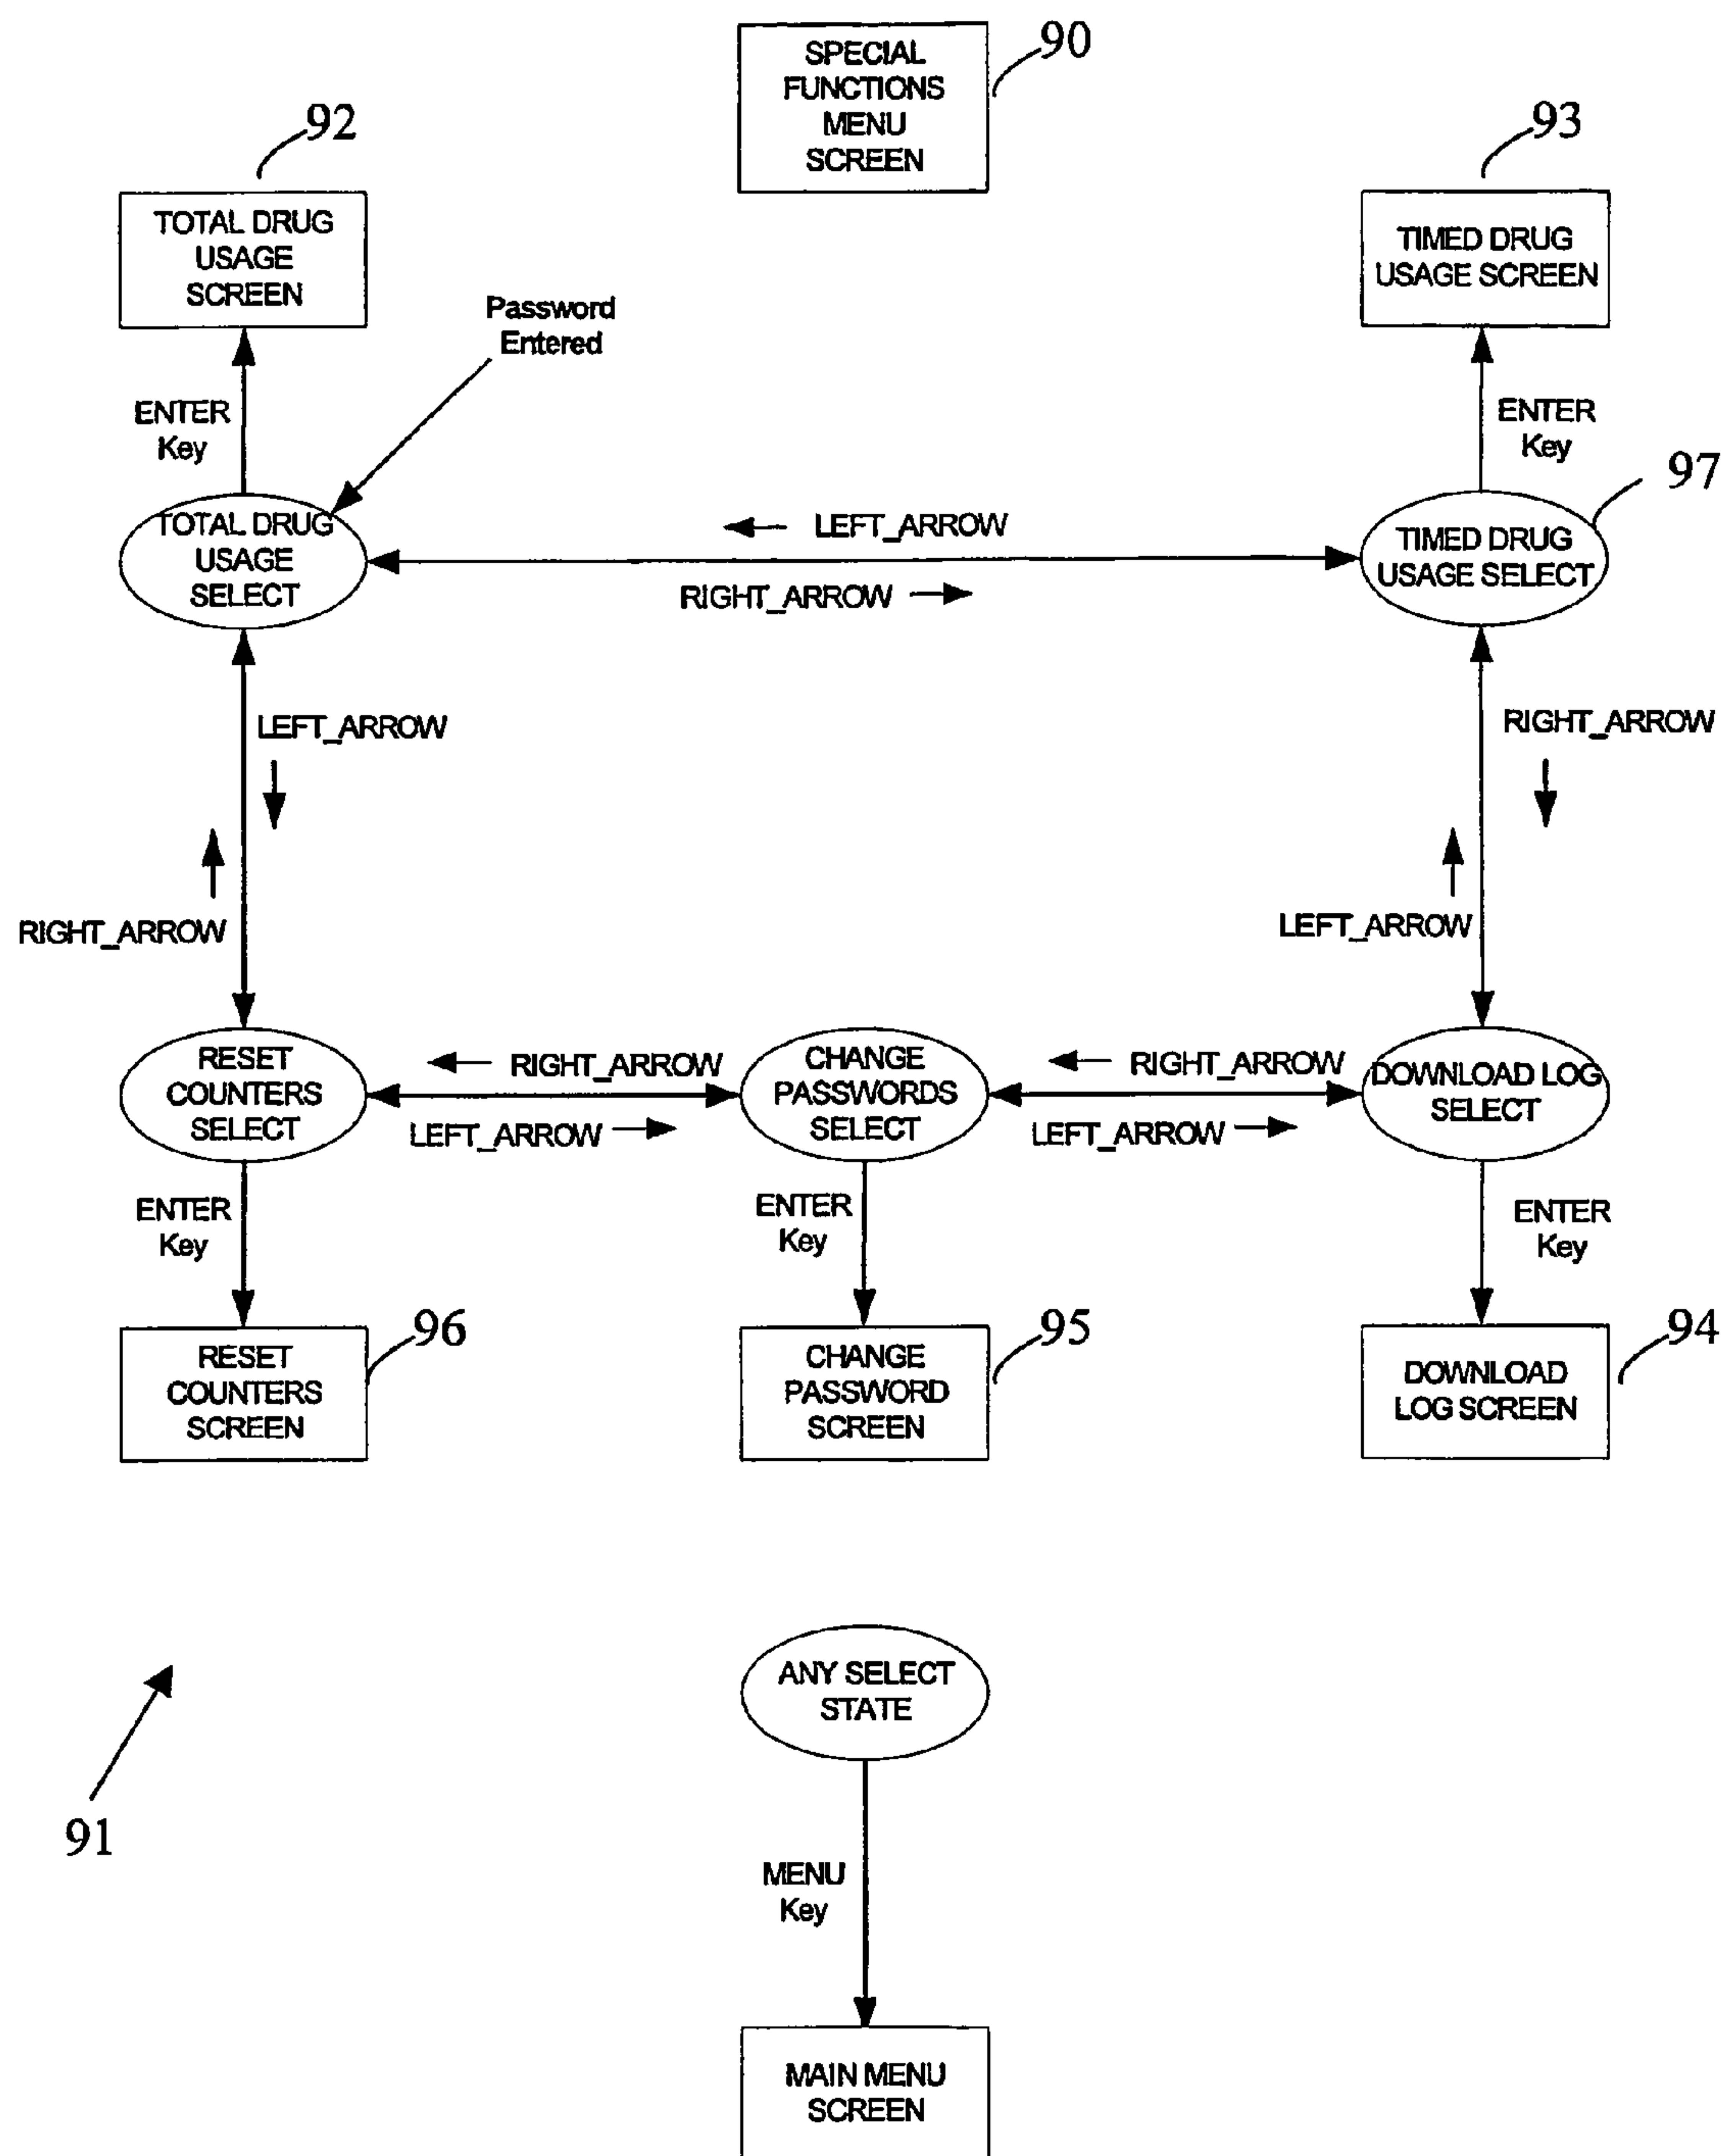 90
SPECIAL
FUNCTIONS
MENU
SCREEN
92
93
TOTAL DRUG
USAGE
SCREEN
TIMED DRUG
USAGE SCREEN
Password
Entered
ENTER
Key
ENTER
Key
97
TOTAL DRUG
USAGE
SELECT
LEFT_ARROW
RIGHT_ARROW
TIMED DRUG
USAGE SELECT
LEFT_ARROW
RIGHT_ARROW
RIGHT_ARROW
LEFT_ARROW
RESET
COUNTERS
SELECT
RIGHT_ARROW
LEFT_ARROW
CHANGE
PASSWORDS
SELECT
RIGHT_ARROW
LEFT_ARROW
DOWNLOAD LOG
SELECT
ENTER
Key
ENTER
Key
ENTER
Key
96
95
94
RESET
COUNTERS
SCREEN
CHANGE
PASSWORD
SCREEN
DOWNLOAD
LOG SCREEN
ANY SELECT
STATE
91
MENU
Key
MAIN MENU
SCREEN